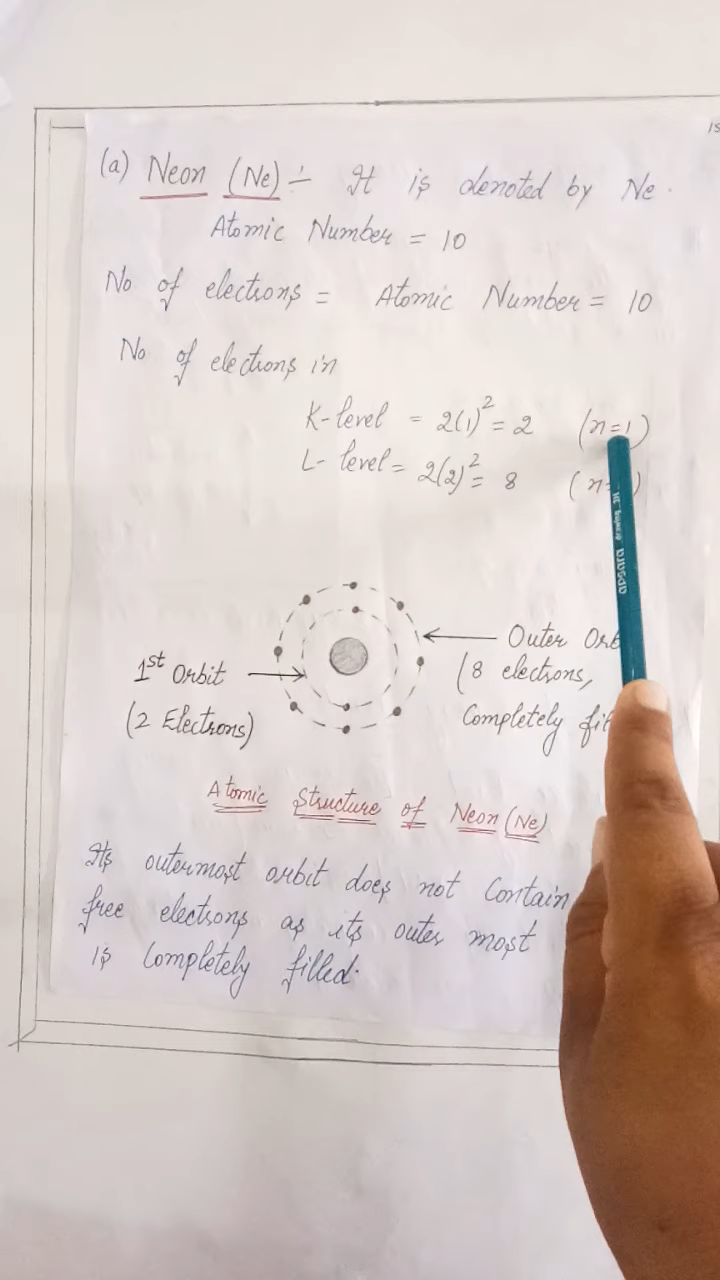 (a) Neon (Ne) ÷ It is denoted by Ne.
Atomic Number = 10
No of electrons = Atomic Number = 10
No of electrons in
K-level = 2(1)² = 2 (n=1)
L-level = 2(2)² = 8 (n
Outer Orb
(8 electrons,
Completely fil
1st Orbit
(2 Electrons)
Atomic Structure of Neon (Ne)
Its outermost orbit does not contain
free electrons as its outer most
is completely filled.
apsara